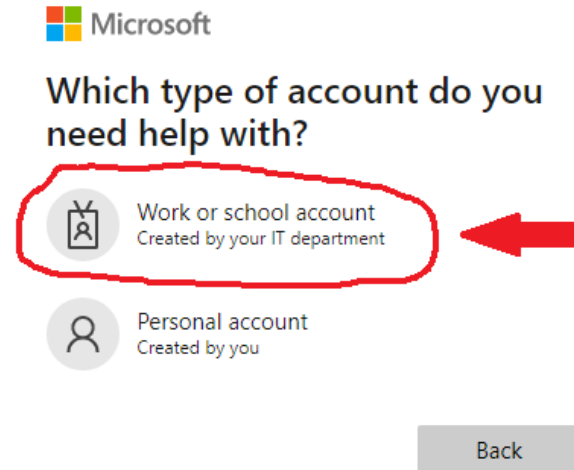 Microsoft
Which type of account do you
need help with?
Work or school account
Created by your IT department
Personal account
Created by you
Back